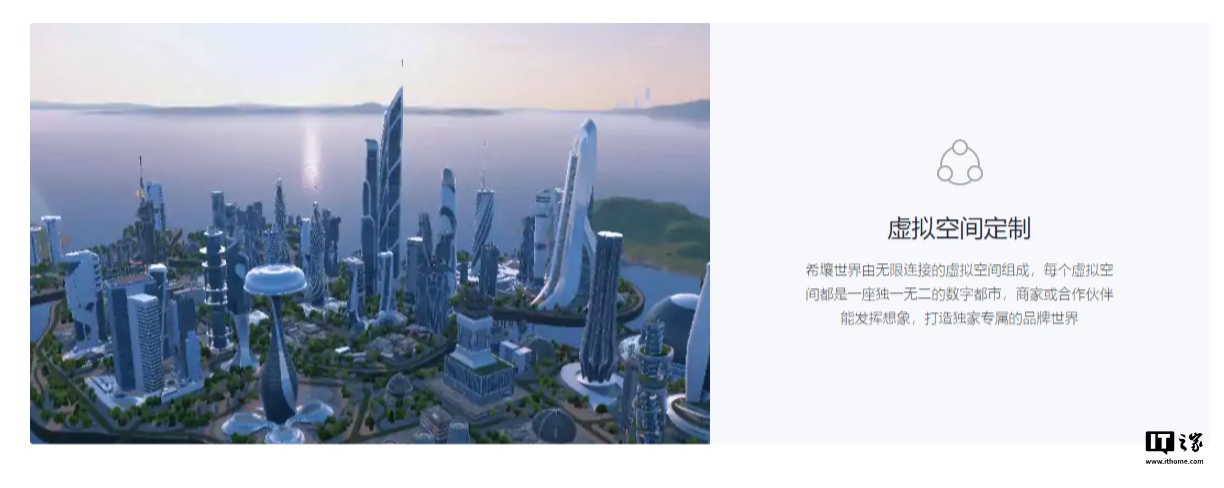 虚拟空间定制
希壤世界由无限连接的虚拟空间组成，每个虚拟空
间都是一座独一无二的数字都市，商家或合作伙伴
能发挥想象，打造独家专属的品牌世界
IT之家
www.ithome.com